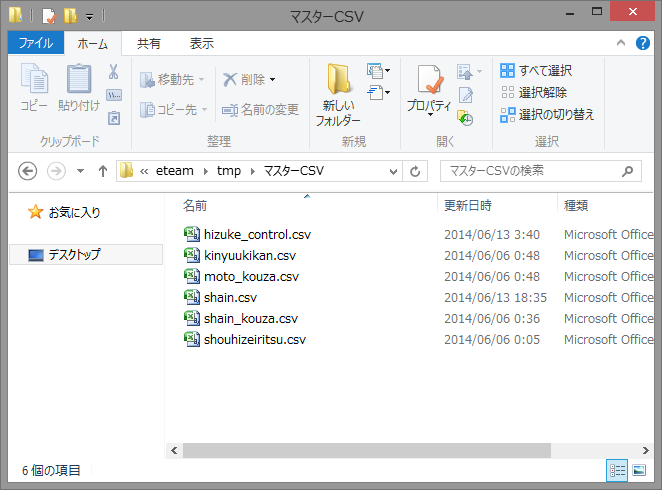 マスターCSV
ファイル ホーム 共有 表示
コピー 貼り付け 移動先 コピー先 削除 名前の変更 新しい フォルダー プロパティ すべて選択 選択解除 選択の切り替え
クリップボード 整理 新規 開く 選択
« eteam tmp マスターCSV マスターCSVの検索
お気に入り
デスクトップ
名前 更新日時 種類
hizuke_control.csv 2014/06/13 3:40 Microsoft Office
kinyuukikan.csv 2014/06/06 0:48 Microsoft Office
moto_kouza.csv 2014/06/06 0:48 Microsoft Office
shain.csv 2014/06/13 18:35 Microsoft Office
shain_kouza.csv 2014/06/06 0:36 Microsoft Office
shouhizeiritsu.csv 2014/06/06 0:05 Microsoft Office
6 個の項目